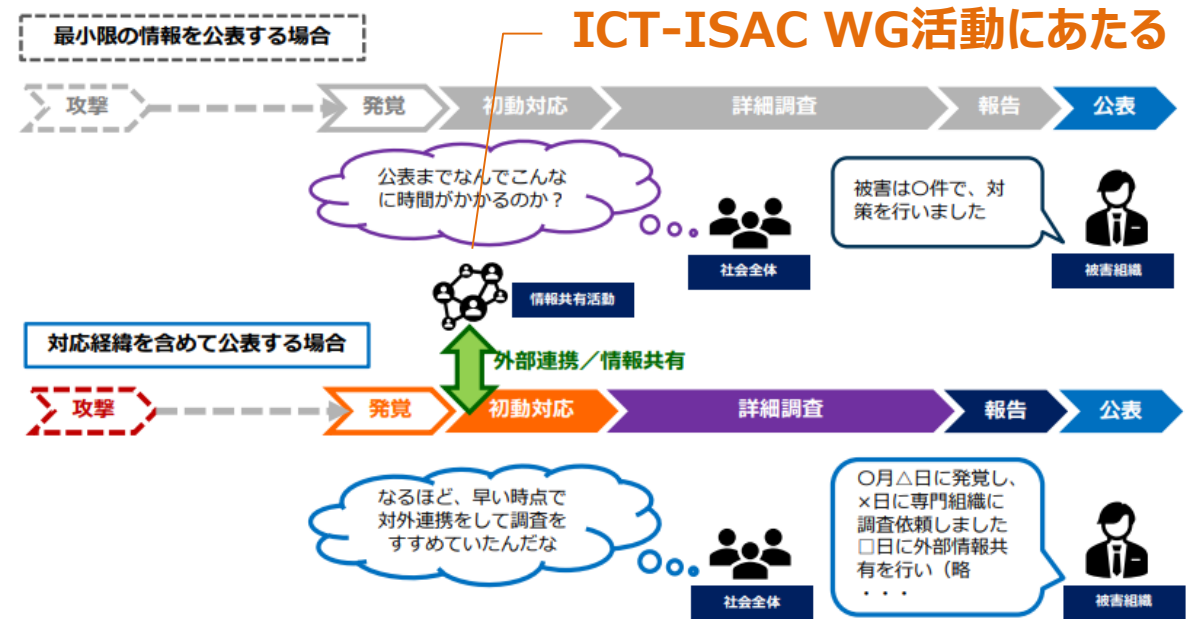 最小限の情報を公表する場合
ICT-ISAC WG活動にあたる
攻撃
発覚
初動対応
詳細調査
報告
公表
公表までなんでこんな
に時間がかかるのか？
社会全体
被害は〇件で、対
策を行いました
被害組織
情報共有活動
対応経緯を含めて公表する場合
外部連携／情報共有
攻撃
発覚
初動対応
詳細調査
報告
公表
なるほど、早い時点で
対外連携をして調査を
すすめていたんだな
社会全体
〇月△日に発覚し、
×日に専門組織に
調査依頼しました
□日に外部情報共
有を行い（略
・・・
被害組織